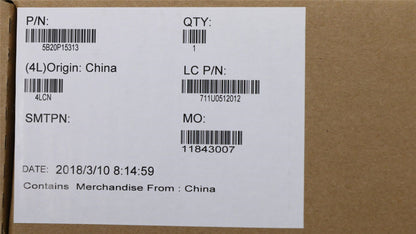 P/N: QTY:
5B20P15313 1
(4L)Origin: China LC P/N:
4LCN 711U0512012
SMTPN: MO:
11843007
DATE: 2018/3/10 8:14:59
Contains Merchandise From : China